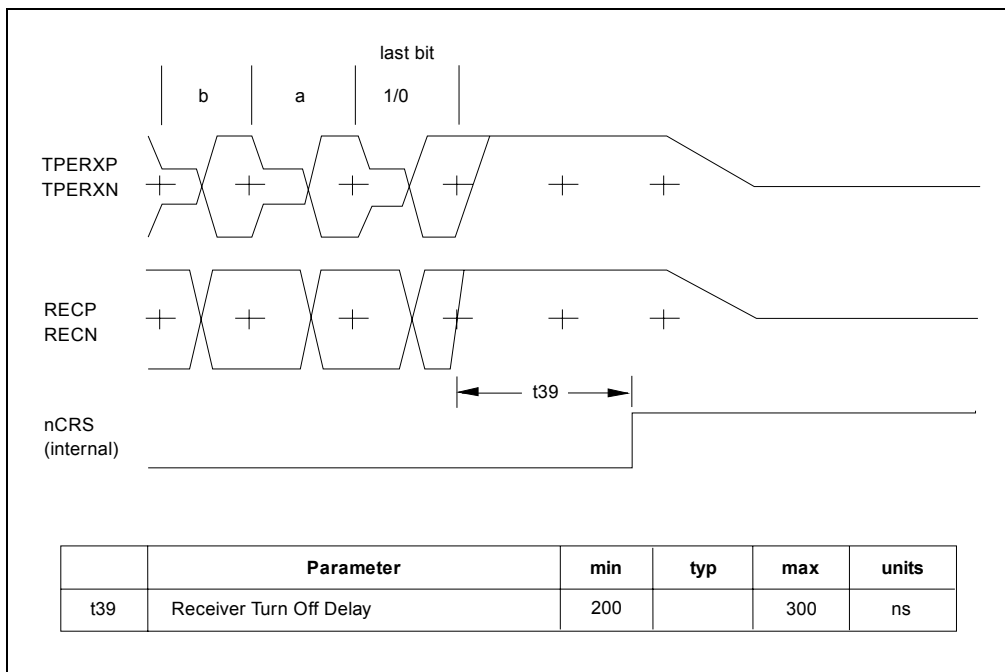 last bit
b a 1/0
TPERXP
TPERXN
RECP
RECN
t39
nCRS
(internal)
Parameter min typ max units
t39 Receiver Turn Off Delay 200 300 ns